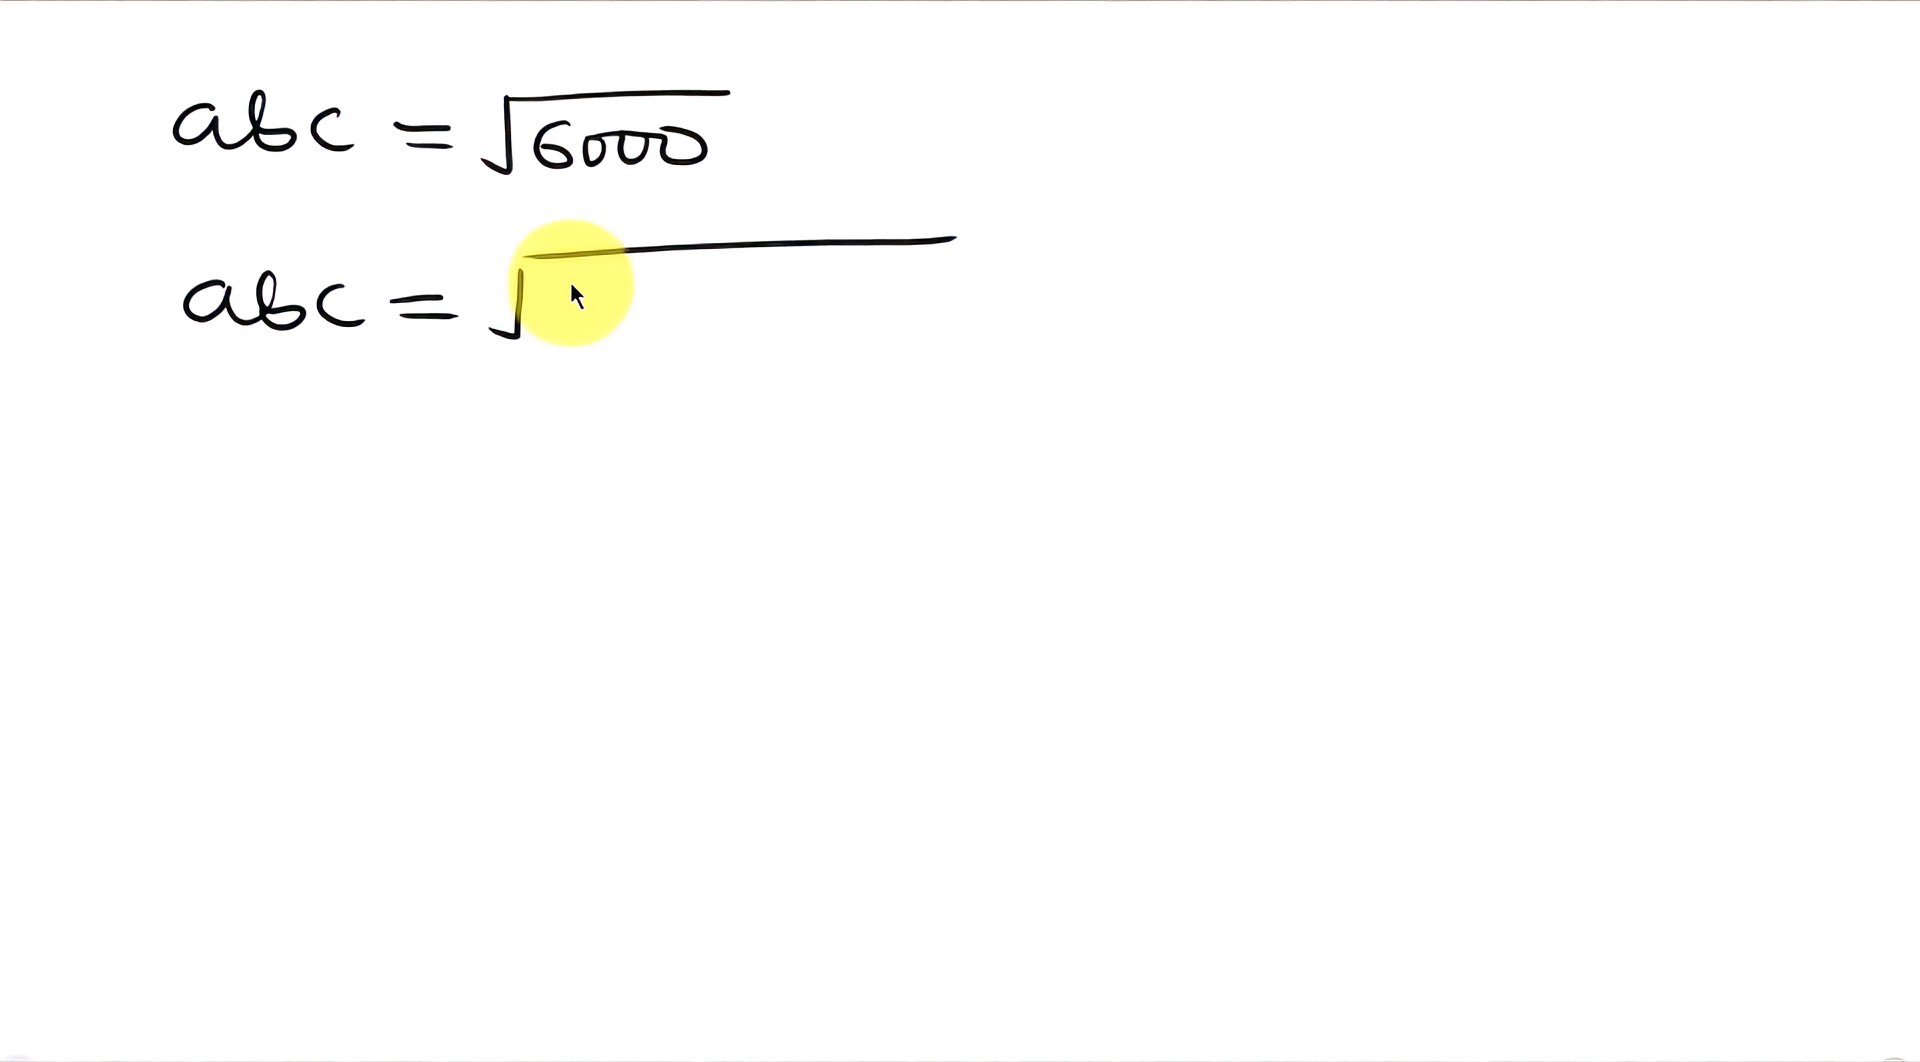 abc = √6000
abc = √